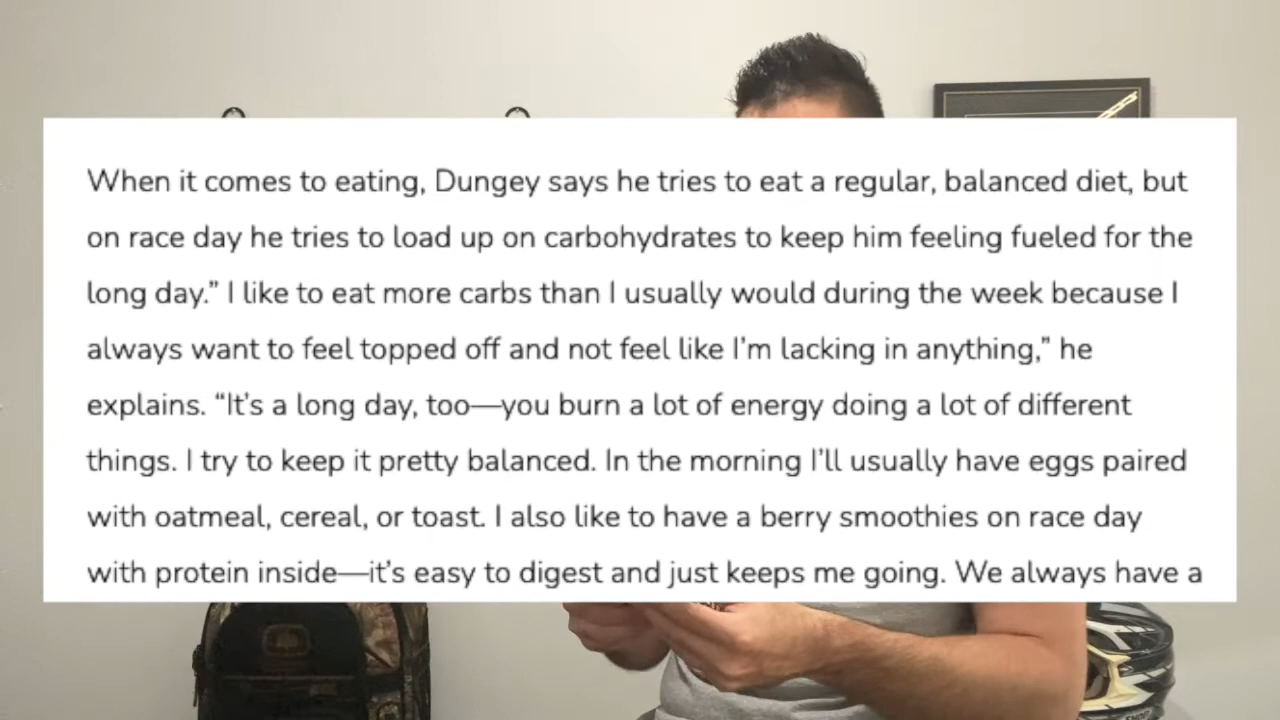 When it comes to eating, Dungey says he tries to eat a regular, balanced diet, but
on race day he tries to load up on carbohydrates to keep him feeling fueled for the
long day.” I like to eat more carbs than I usually would during the week because I
always want to feel topped off and not feel like I’m lacking in anything,” he
explains. “It’s a long day, too—you burn a lot of energy doing a lot of different
things. I try to keep it pretty balanced. In the morning I’ll usually have eggs paired
with oatmeal, cereal, or toast. I also like to have a berry smoothies on race day
with protein inside—it’s easy to digest and just keeps me going. We always have a